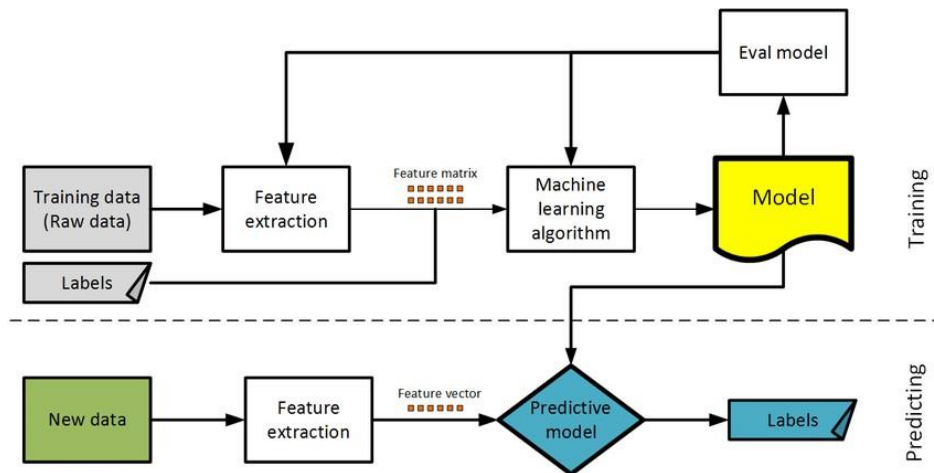 Eval model
Training data
(Raw data)
Feature
extraction
Feature matrix
Machine
learning
algorithm
Model
Training
Labels
New data
Feature
extraction
Feature vector
Predictive
model
Labels
Predicting